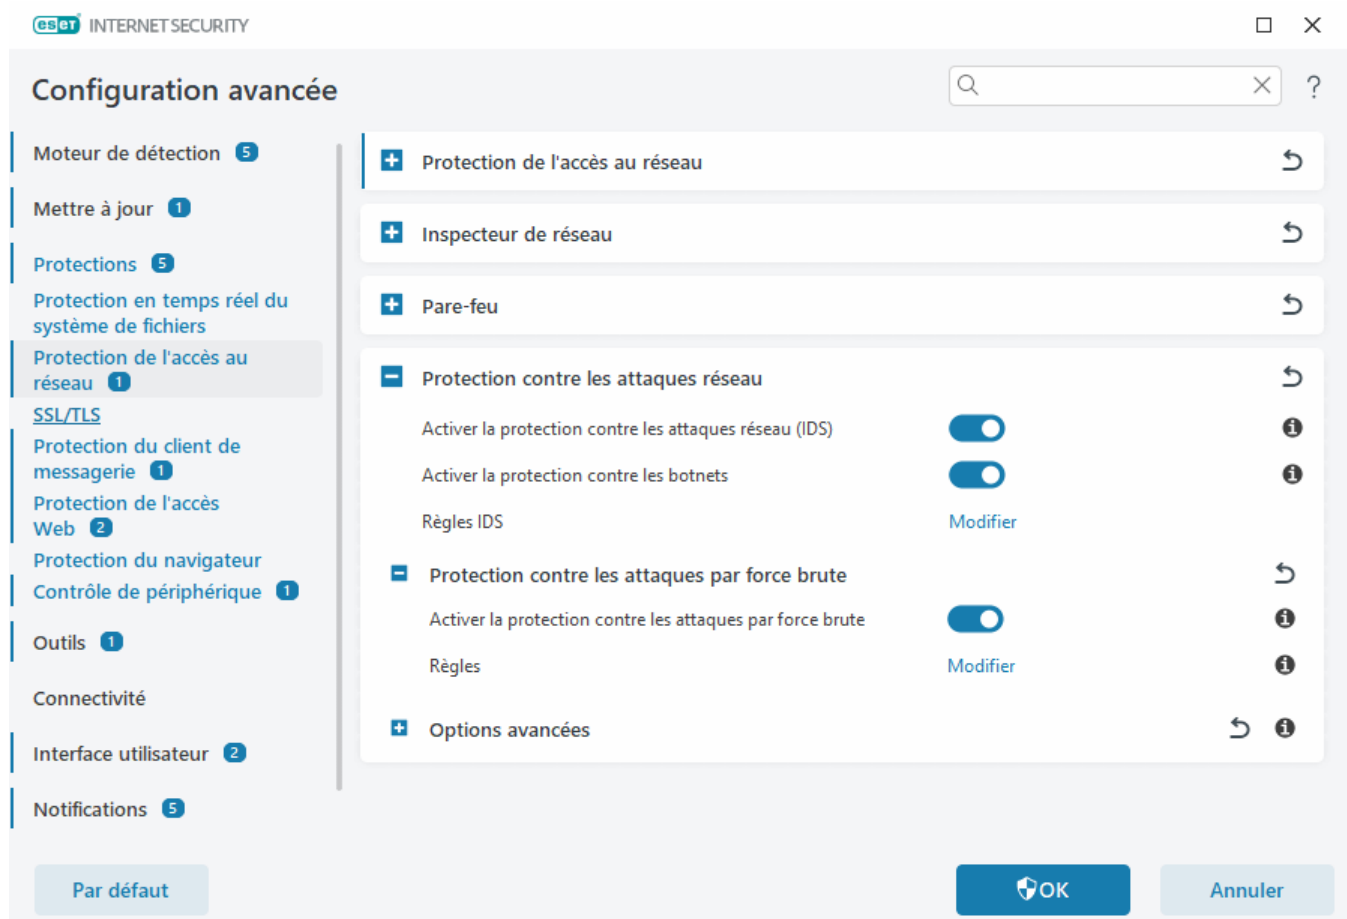 eset INTERNET SECURITY
Configuration avancée
?
Moteur de détection 5
Mettre à jour 1
Protections 5
Protection en temps réel du
système de fichiers
Protection de l'accès au
réseau 1
SSL/TLS
Protection du client de
messagerie 1
Protection de l'accès
Web 2
Protection du navigateur
Contrôle de périphérique 1
Outils 1
Connectivité
Interface utilisateur 2
Notifications 5
Protection de l'accès au réseau
Inspecteur de réseau
Pare-feu
Protection contre les attaques réseau
Activer la protection contre les attaques réseau (IDS)
Activer la protection contre les botnets
Règles IDS Modifier
Protection contre les attaques par force brute
Activer la protection contre les attaques par force brute
Règles Modifier
Options avancées
Par défaut
OK
Annuler